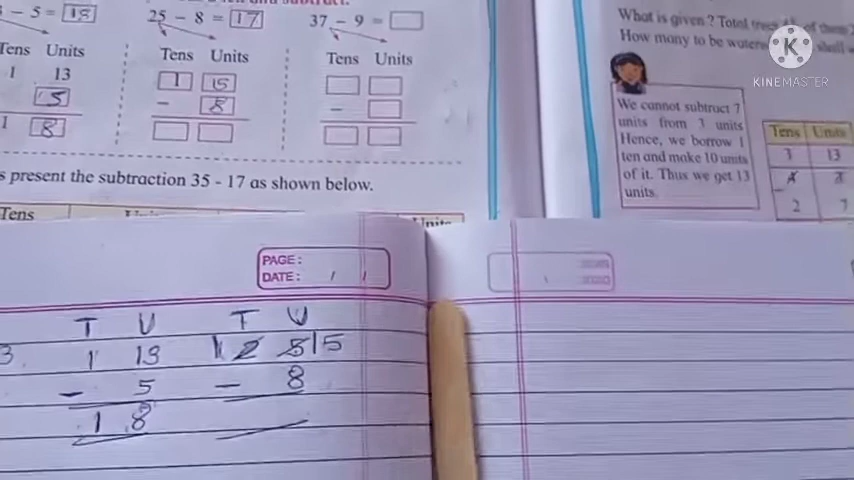 - 5 = 18
25 - 8 = 17
37 - 9 =
Tens Units
1 13
5
1 8
Tens Units
1 15
- 8
Tens Units
-
present the subtraction 35 - 17 as shown below.
Tens
Units
What is given? Total trees of them
How many to be
We cannot subtract 7
units from 3 units
Hence, we borrow 1
ten and make 10 units
of it. Thus we get 13
units.
Tens Units
3 13
2 7
KINEMASTER
PAGE:
DATE: / /
T U T U
3. 1 13 1 2 5 15
- 5 - 8
1 8